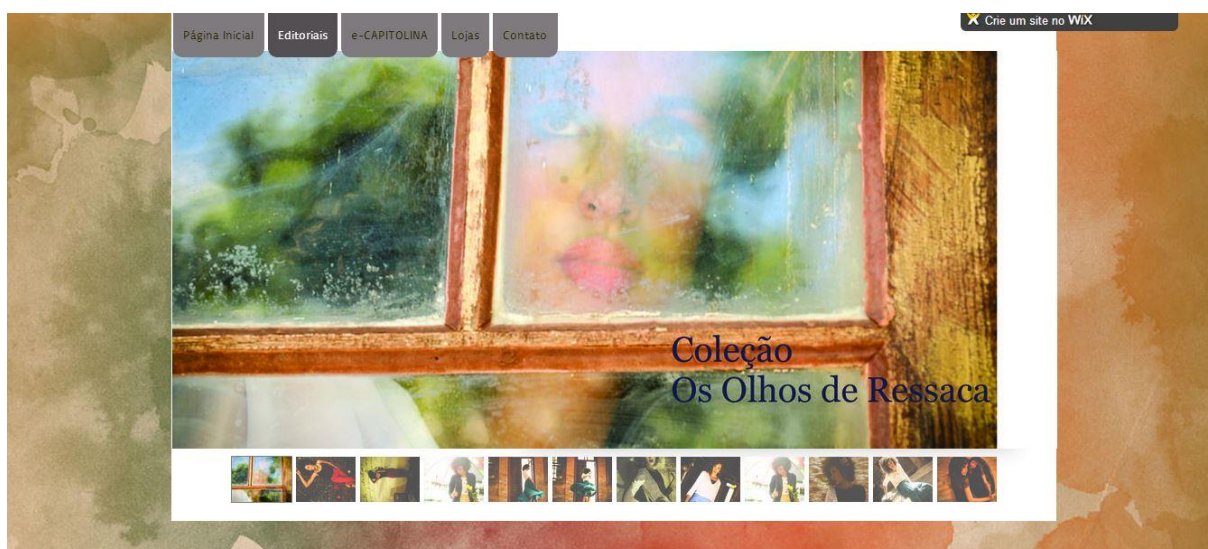 Crie um site no WiX
Página Inicial
Editoriais
e-CAPITOLINA
Lojas
Contato
Coleção
Os Olhos de Ressaca